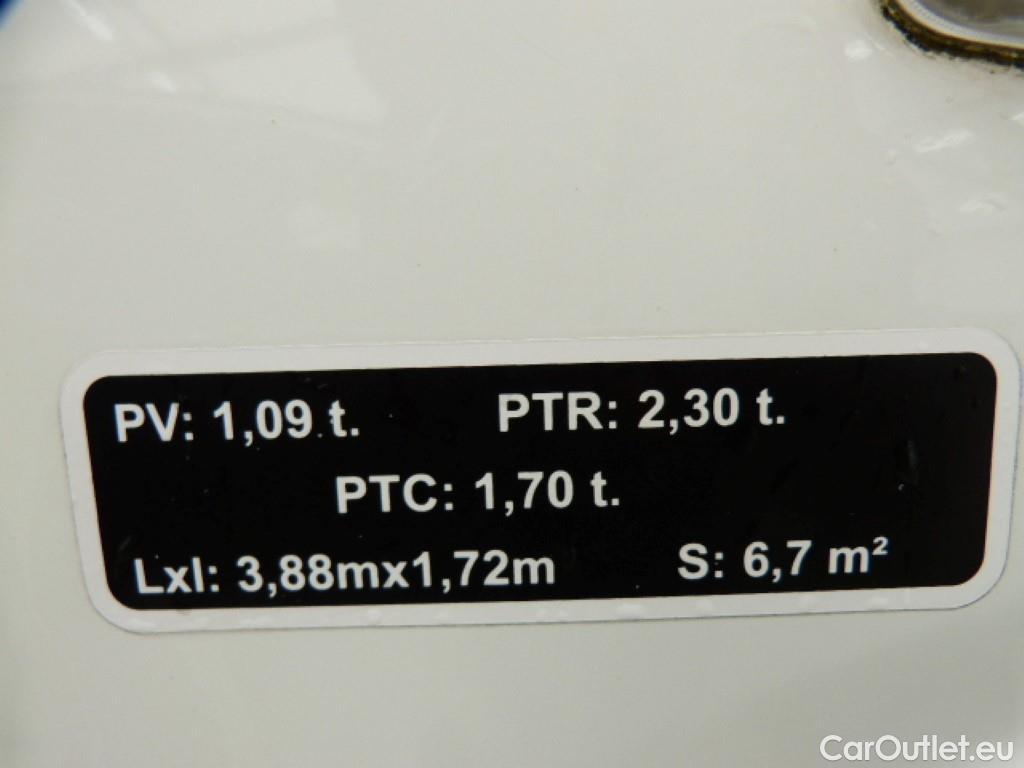 PV: 1,09 t. PTR: 2,30 t.
PTC: 1,70 t.
Lxl: 3,88mx1,72m S: 6,7 m²
CarOutlet.eu